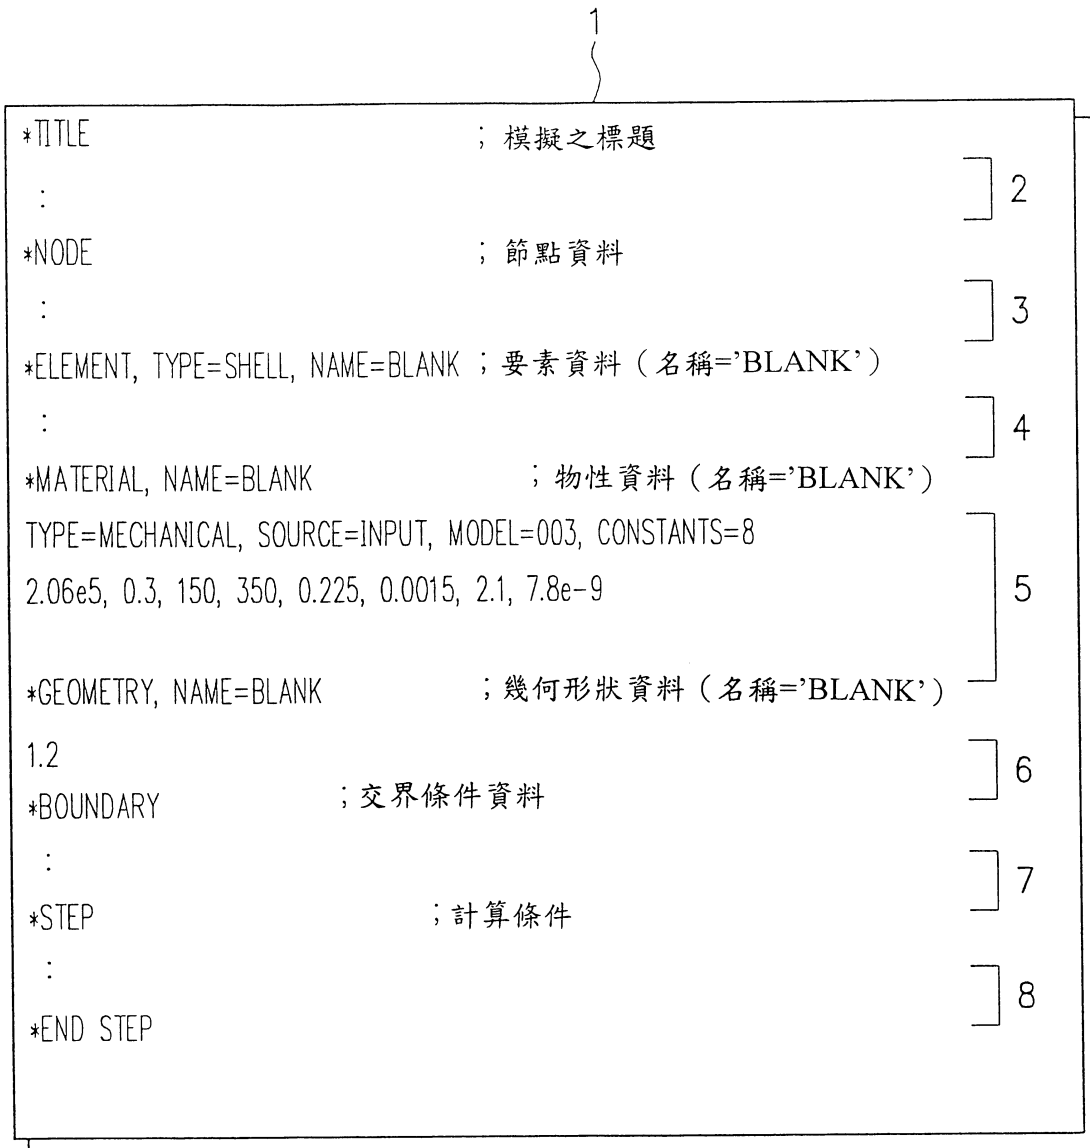 1
*TITLE ; 模擬之標題
: 2
*NODE ; 節點資料
: 3
*ELEMENT, TYPE=SHELL, NAME=BLANK ; 要素資料（名稱='BLANK'）
: 4
*MATERIAL, NAME=BLANK ; 物性資料（名稱='BLANK'）
TYPE=MECHANICAL, SOURCE=INPUT, MODEL=003, CONSTANTS=8
2.06e5, 0.3, 150, 350, 0.225, 0.0015, 2.1, 7.8e-9 5
*GEOMETRY, NAME=BLANK ; 幾何形狀資料（名稱='BLANK'）
1.2 6
*BOUNDARY ; 交界條件資料
: 7
*STEP ; 計算條件
: 8
*END STEP